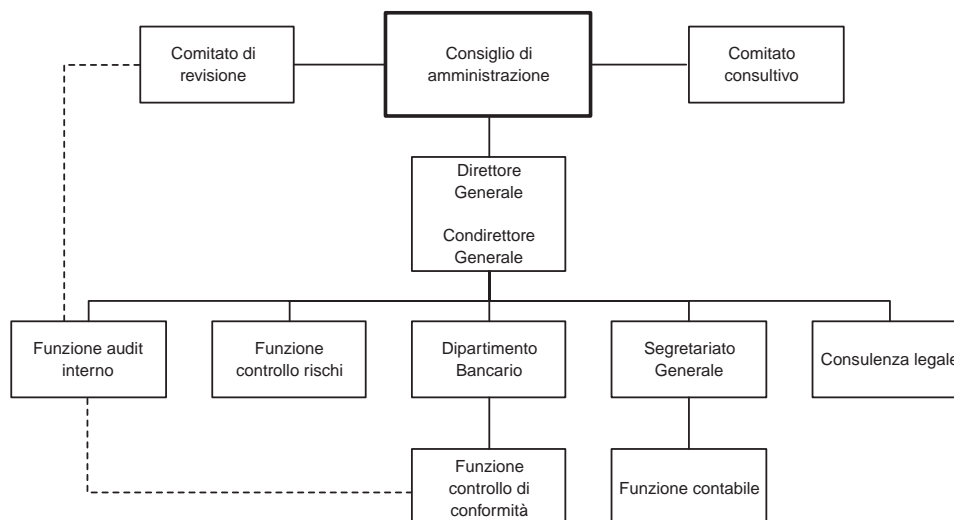 Comitato di
revisione
Consiglio di
amministrazione
Comitato
consultivo
Direttore
Generale
Condirettore
Generale
Funzione audit
interno
Funzione
controllo rischi
Dipartimento
Bancario
Segretariato
Generale
Consulenza legale
Funzione
controllo di
conformità
Funzione contabile